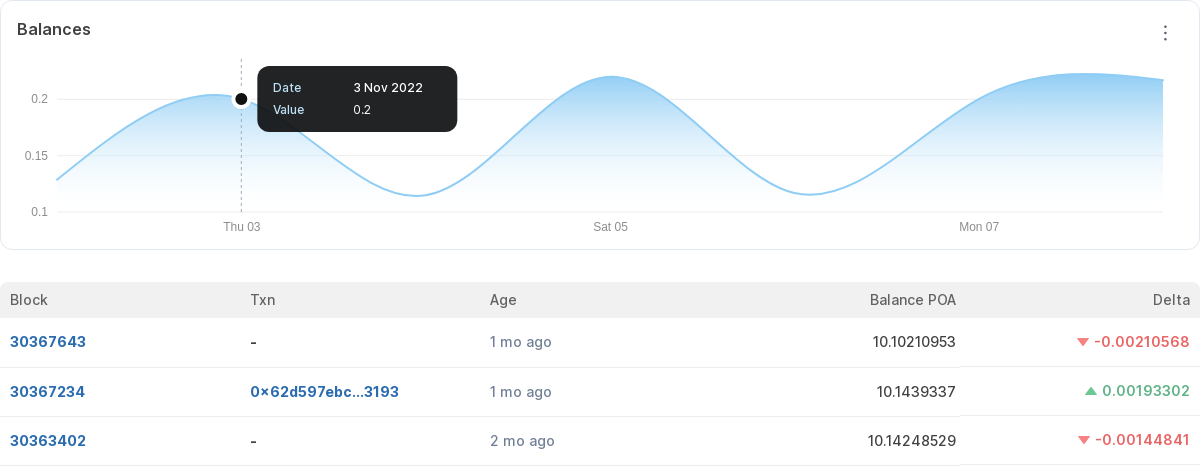 Balances
Date 3 Nov 2022
Value 0.2
0.2
0.15
0.1
Thu 03 Sat 05 Mon 07
Block Txn Age Balance POA Delta
30367643 - 1 mo ago 10.10210953 -0.00210568
30367234 0x62d597ebc...3193 1 mo ago 10.1439337 0.00193302
30363402 - 2 mo ago 10.14248529 -0.00144841